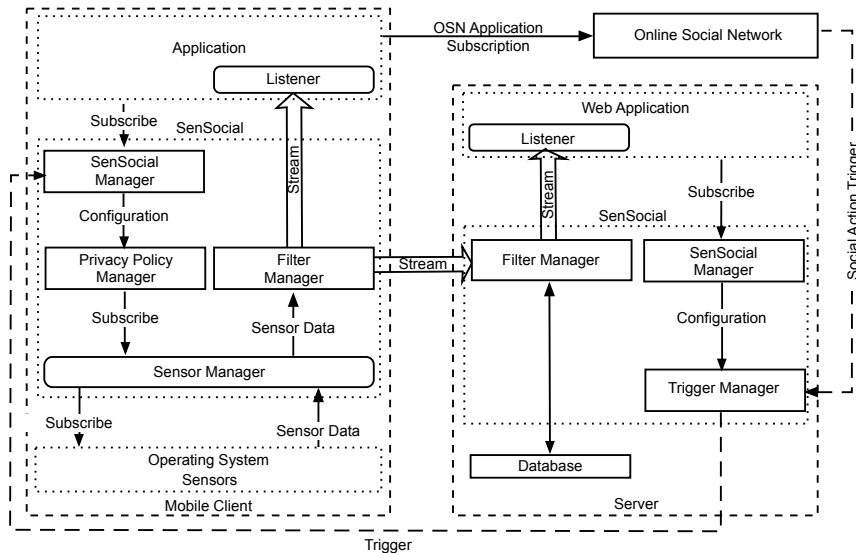 Application
Listener
OSN Application
Subscription
Online Social Network
Subscribe
SenSocial
SenSocial
Manager
Configuration
Privacy Policy
Manager
Subscribe
Stream
Filter
Manager
Sensor Data
Sensor Manager
Subscribe
Sensor Data
Operating System
Sensors
Mobile Client
Stream
Web Application
Listener
Stream
Subscribe
SenSocial
Filter Manager
SenSocial
Manager
Configuration
Trigger Manager
Database
Server
Social Action Trigger
Trigger